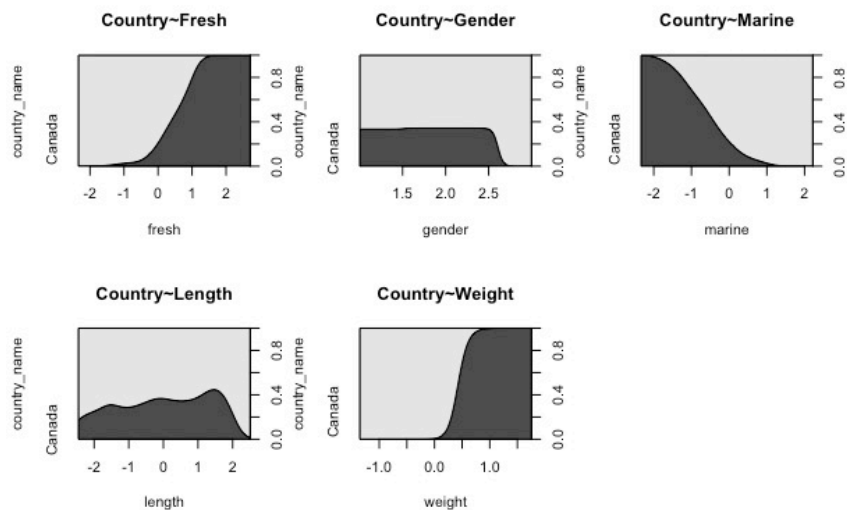 Country~Fresh
country_name
Canada
0.0 0.4 0.8
-2 -1 0 1 2
fresh
Country~Gender
country_name
Canada
0.0 0.4 0.8
1.5 2.0 2.5
gender
Country~Marine
country_name
Canada
0.0 0.4 0.8
-2 -1 0 1 2
marine
Country~Length
country_name
Canada
0.0 0.4 0.8
-2 -1 0 1 2
length
Country~Weight
country_name
Canada
0.0 0.4 0.8
-1.0 0.0 1.0
weight